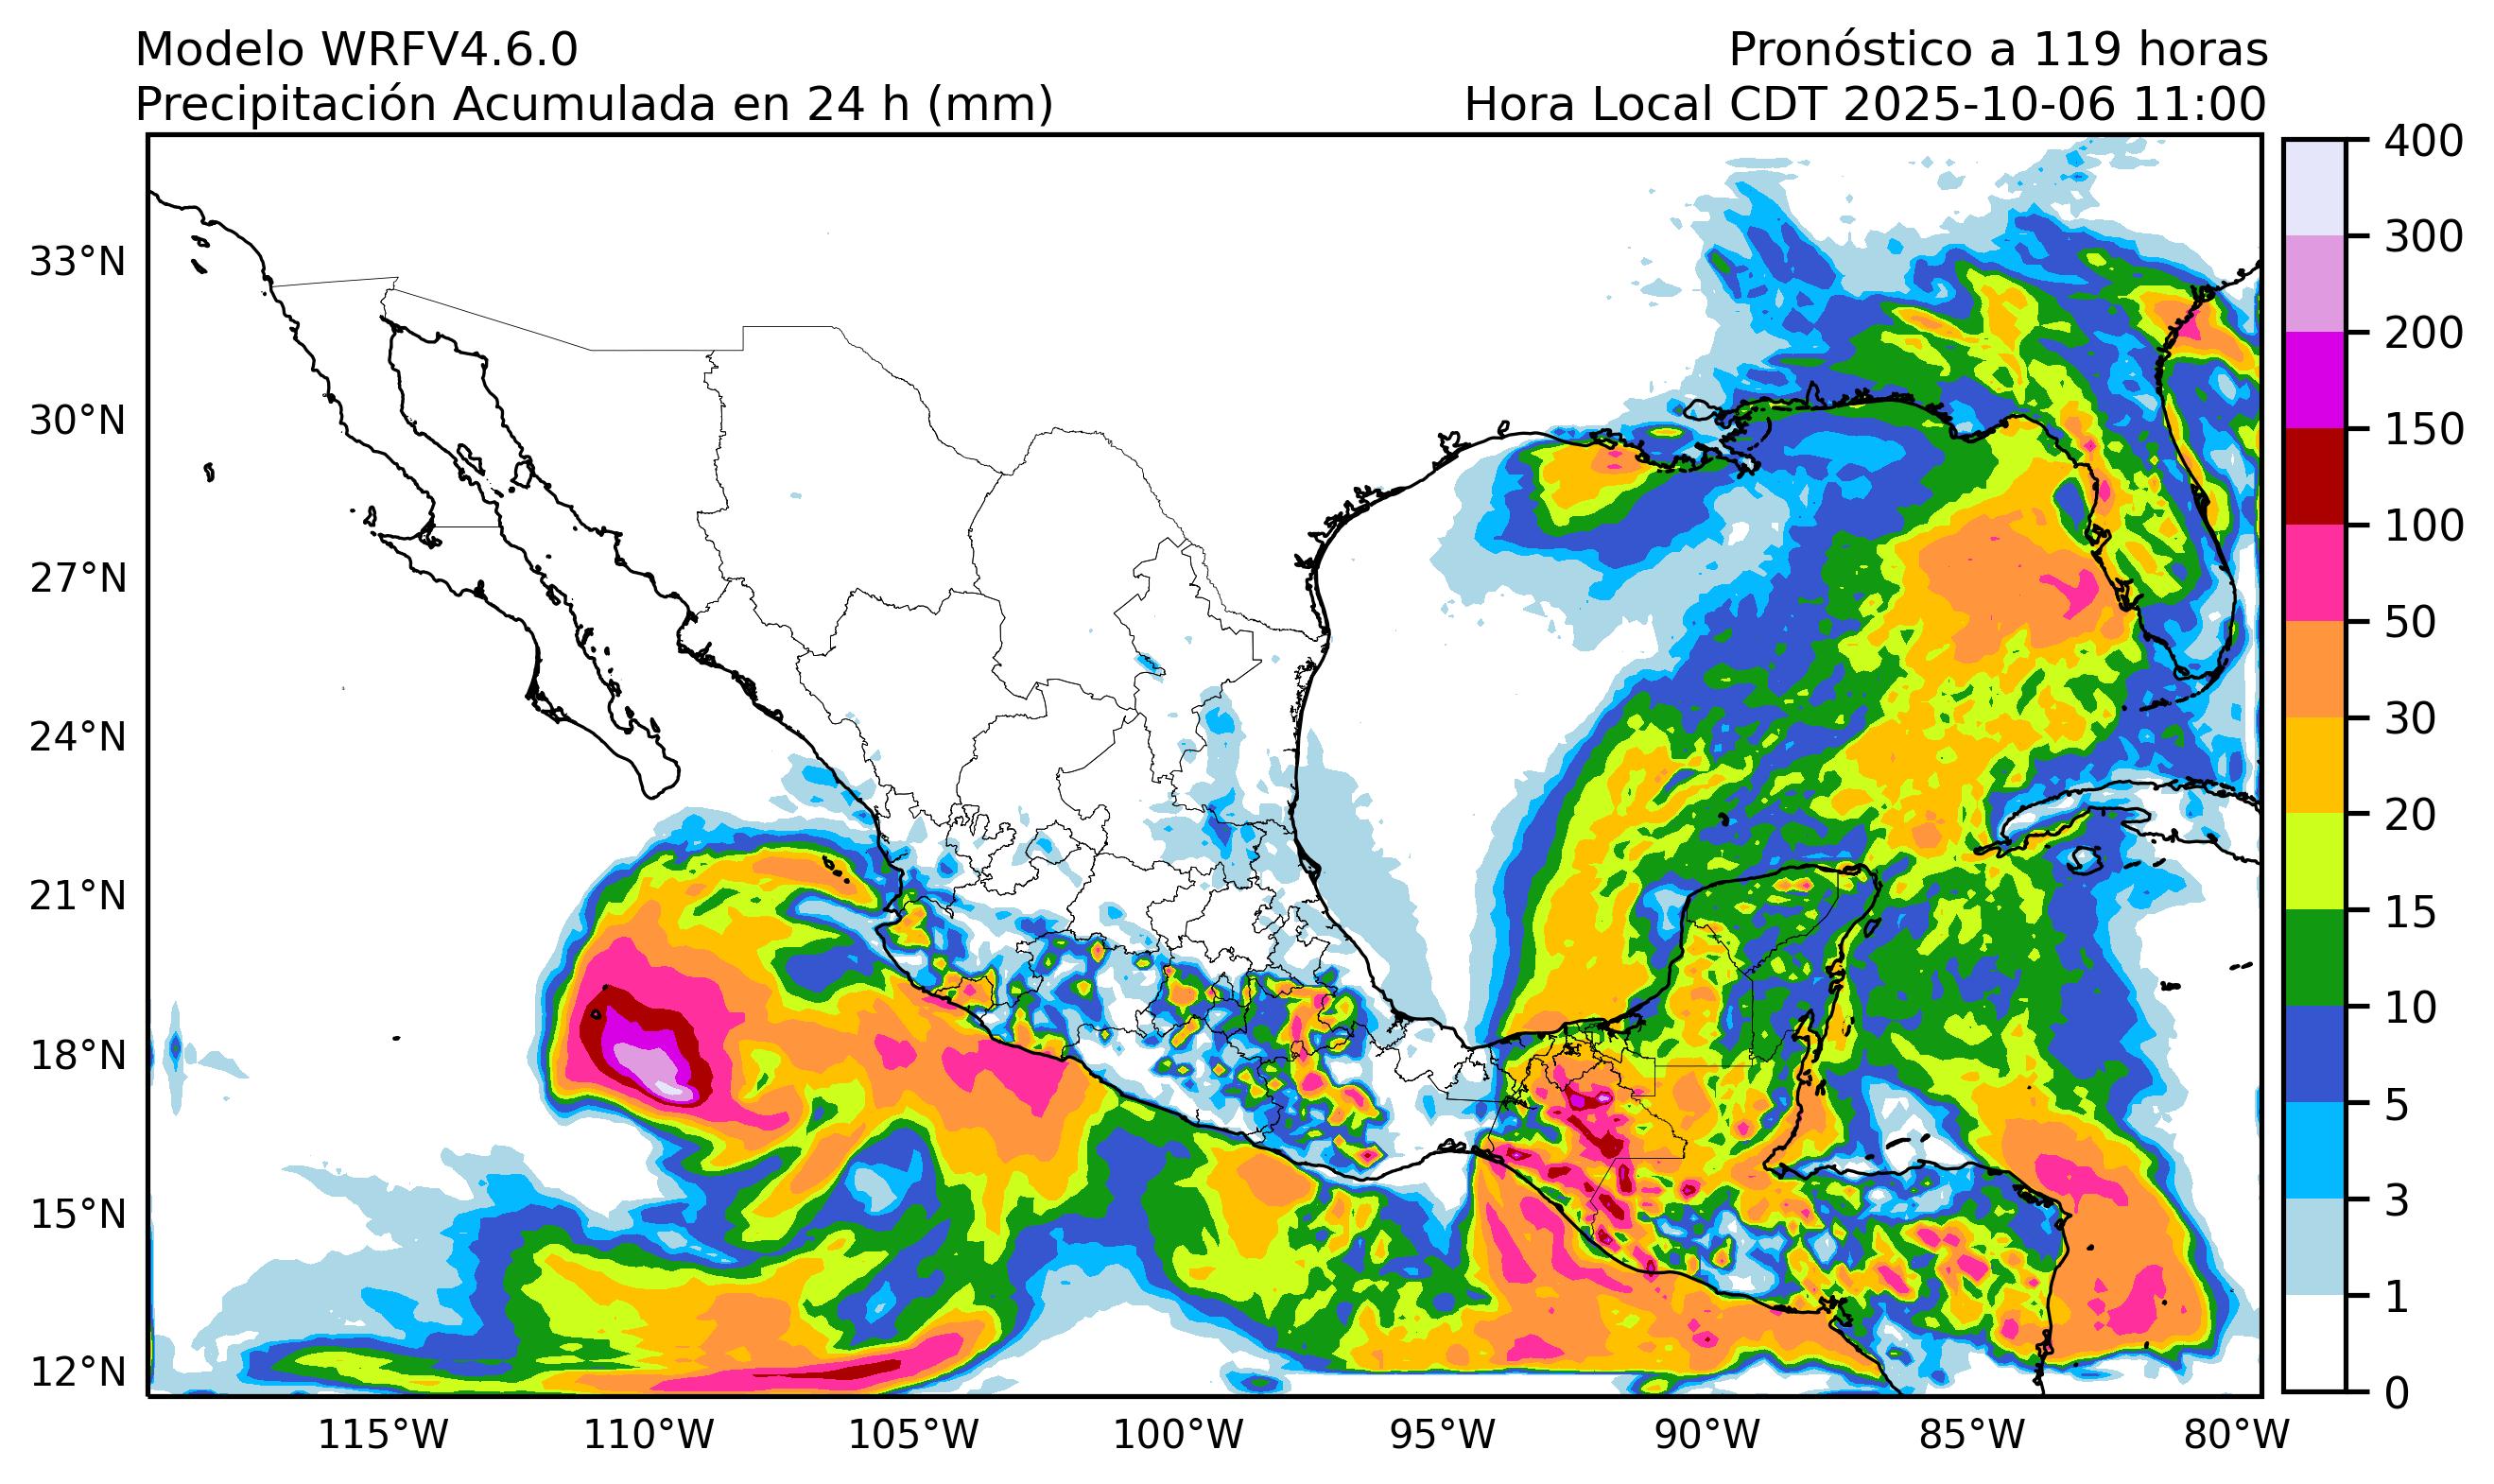 Modelo WRFV4.6.0
Pronóstico a 119 horas
Precipitación Acumulada en 24 h (mm)
Hora Local CDT 2025-10-06 11:00
33°N
30°N
27°N
24°N
21°N
18°N
15°N
12°N
115°W
110°W
105°W
100°W
95°W
90°W
85°W
80°W
400
300
200
150
100
50
30
20
15
10
5
3
1
0